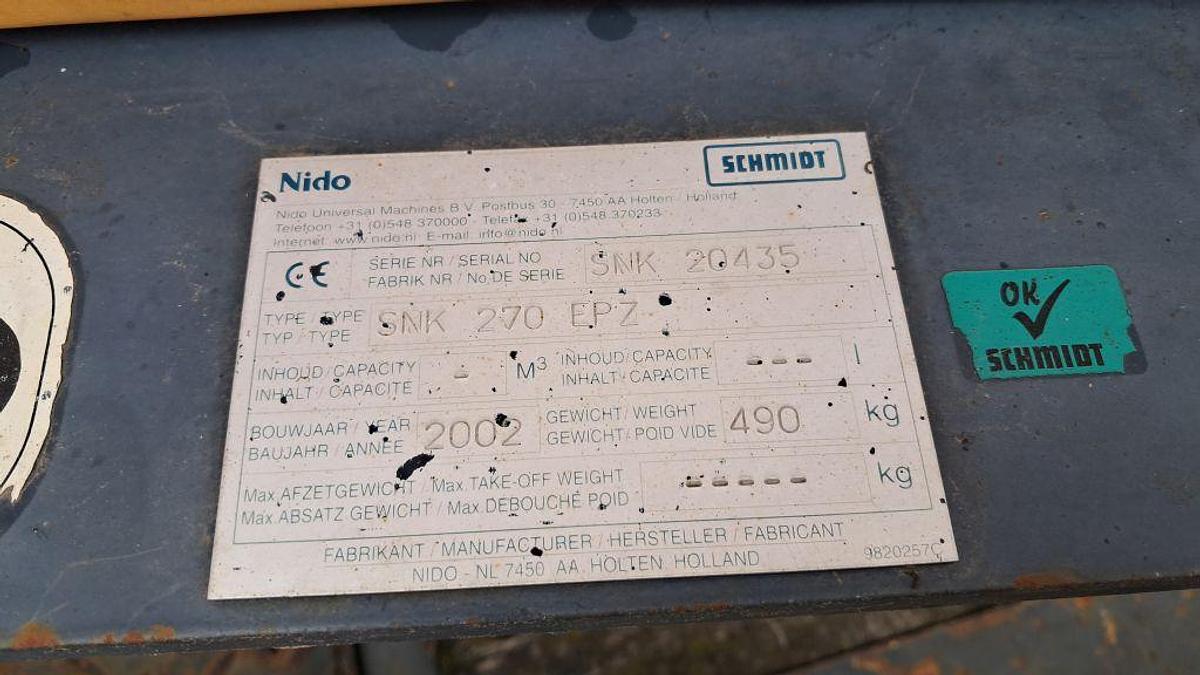 Nido
SCHMIDT
Nido Universal Machines B.V. Postbus 30 - 7450 AA Holten / Holland
Telefoon +31 (0)548 370000 - Telefax +31 (0)548 370233
Internet: www.nido.nl E-mail: info@nido.nl
CE
SERIE NR / SERIAL NO
FABRIK NR / No. DE SERIE
SNK 20435
TYPE / TYPE
TYP / TYPE
SNK 270 EPZ
INHOUD/CAPACITY
INHALT/CAPACITE
- M³
INHOUD/CAPACITY
INHALT/CAPACITE
--- l
BOUWJAAR / YEAR
BAUJAHR / ANNÉE
2002
GEWICHT/WEIGHT
GEWICHT/POID VIDE
490 kg
Max. AFZETGEWICHT / Max. TAKE-OFF WEIGHT
Max. ABSATZ GEWICHT / Max. DEBOUCHÉ POID
----- kg
FABRIKANT / MANUFACTURER / HERSTELLER / FABRICANT
NIDO - NL 7450 AA HOLTEN HOLLAND
9820257C
OK
SCHMIDT